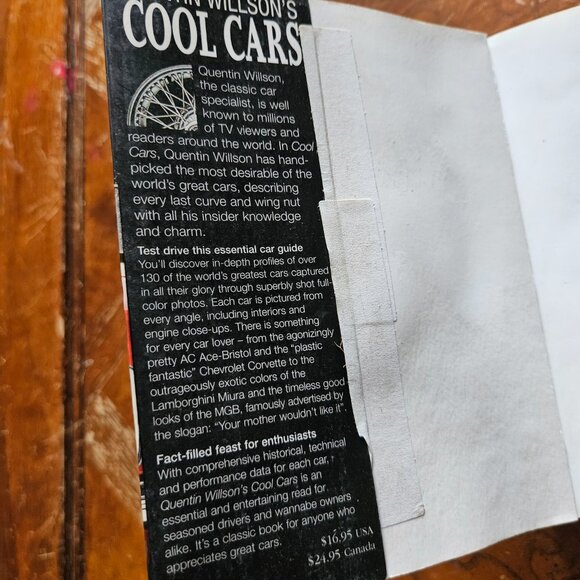 WILLSON'S
COOL CARS
Quentin Willson,
the classic car
specialist, is well
known to millions
of TV viewers and
readers around the world. In Cool
Cars, Quentin Willson has hand-
picked the most desirable of the
world's great cars, describing
every last curve and wing nut
with all his insider knowledge
and charm.
Test drive this essential car guide
You'll discover in-depth profiles of over
130 of the world's greatest cars captured
in all their glory through superbly shot full-
color photos. Each car is pictured from
every angle, including interiors and
engine close-ups. There is something
for every car lover – from the agonizingly
pretty AC Ace-Bristol and the "plastic
fantastic" Chevrolet Corvette to the
outrageously exotic colors of the
Lamborghini Miura and the timeless good
looks of the MGB, famously advertised by
the slogan: "Your mother wouldn't like it".
Fact-filled feast for enthusiasts
With comprehensive historical, technical
and performance data for each car,
Quentin Willson's Cool Cars is an
essential and entertaining read for
seasoned drivers and wannabe owners
alike. It's a classic book for anyone who
appreciates great cars.
$16.95 USA
$24.95 Canada